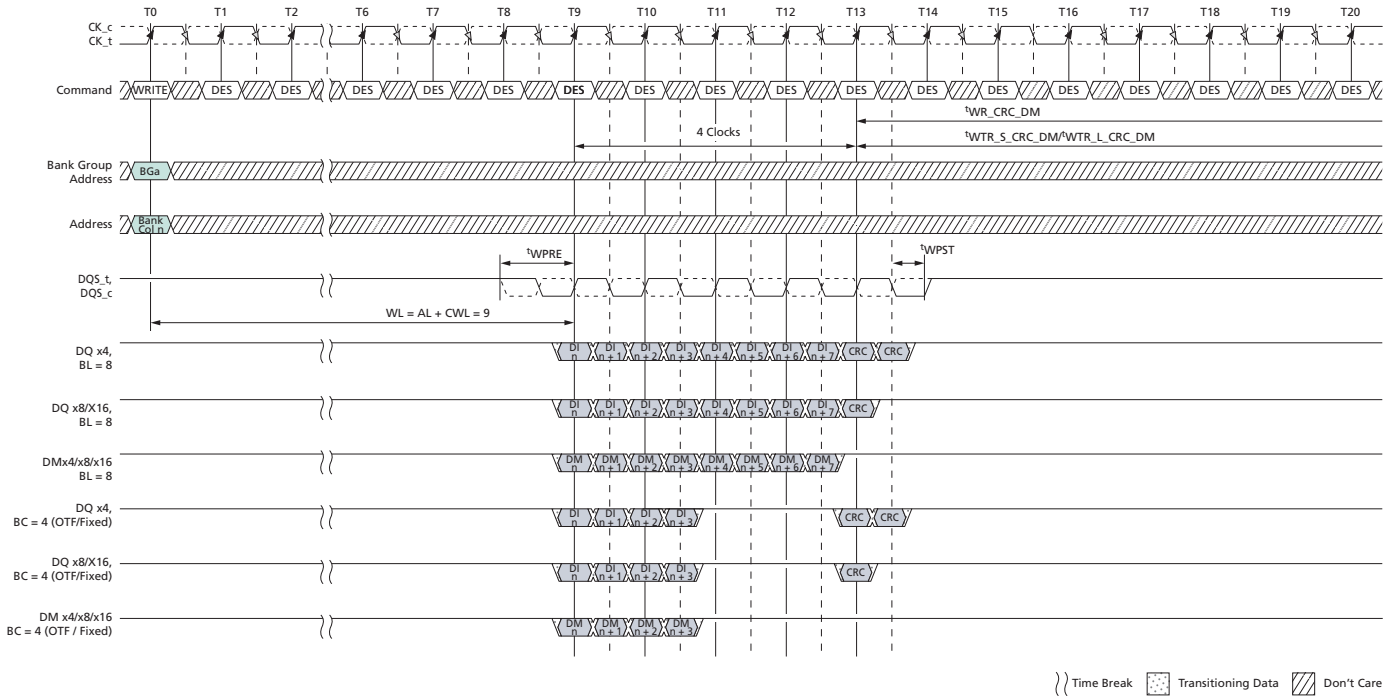 T0 T1 T2 T6 T7 T8 T9 T10 T11 T12 T13 T14 T15 T16 T17 T18 T19 T20
CK_c
CK_t
Command WRITE DES DES DES DES DES DES DES DES DES DES DES DES DES DES DES DES DES
tWR_CRC_DM
4 Clocks
tWTR_S_CRC_DM/tWTR_L_CRC_DM
Bank Group
Address
BGa
Address
Bank
Col n
tWPRE
tWPST
DQS_t,
DQS_c
WL = AL + CWL = 9
DQ x4,
BL = 8
DI n DI n + 1 DI n + 2 DI n + 3 DI n + 4 DI n + 5 DI n + 6 DI n + 7 CRC CRC
DQ x8/X16,
BL = 8
DI n DI n + 1 DI n + 2 DI n + 3 DI n + 4 DI n + 5 DI n + 6 DI n + 7 CRC
DMx4/x8/x16
BL = 8
DM n DM n + 1 DM n + 2 DM n + 3 DM n + 4 DM n + 5 DM n + 6 DM n + 7
DQ x4,
BC = 4 (OTF/Fixed)
DI n DI n + 1 DI n + 2 DI n + 3 CRC CRC
DQ x8/X16,
BC = 4 (OTF/Fixed)
DI n DI n + 1 DI n + 2 DI n + 3 CRC
DM x4/x8/x16
BC = 4 (OTF / Fixed)
DM n DM n + 1 DM n + 2 DM n + 3
Time Break Transitioning Data Don't Care